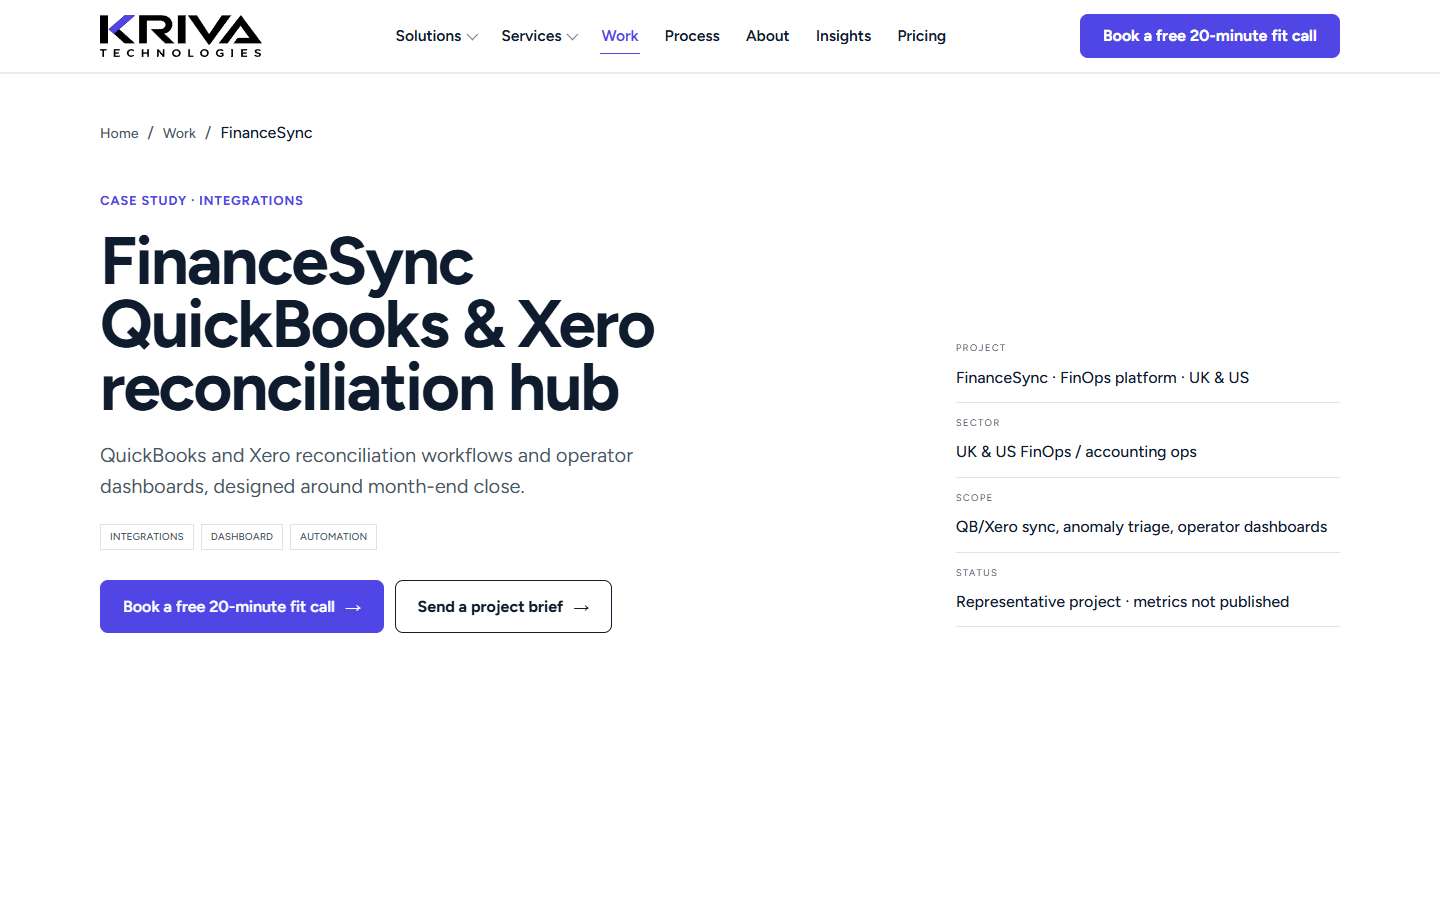 KRIVA
TECHNOLOGIES
Solutions
Services
Work
Process
About
Insights
Pricing
Book a free 20-minute fit call
Home / Work / FinanceSync
CASE STUDY · INTEGRATIONS
FinanceSync
QuickBooks & Xero
reconciliation hub
QuickBooks and Xero reconciliation workflows and operator
dashboards, designed around month-end close.
INTEGRATIONS
DASHBOARD
AUTOMATION
Book a free 20-minute fit call →
Send a project brief →
PROJECT
FinanceSync · FinOps platform · UK & US
SECTOR
UK & US FinOps / accounting ops
SCOPE
QB/Xero sync, anomaly triage, operator dashboards
STATUS
Representative project · metrics not published